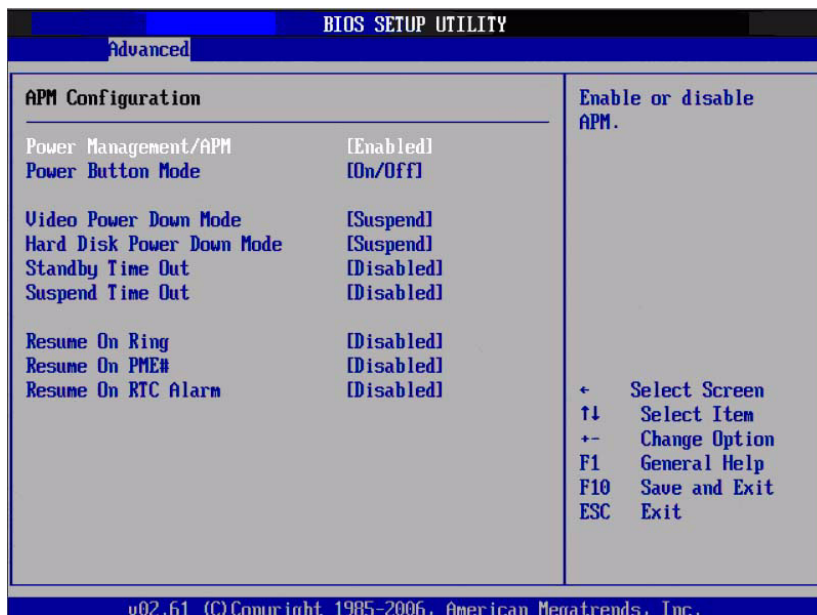 BIOS SETUP UTILITY
Advanced
APM Configuration
Power Management/APM [Enabled]
Power Button Mode [On/Off]
Video Power Down Mode [Suspend]
Hard Disk Power Down Mode [Suspend]
Standby Time Out [Disabled]
Suspend Time Out [Disabled]
Resume On Ring [Disabled]
Resume On PME# [Disabled]
Resume On RTC Alarm [Disabled]
Enable or disable
APM.
← Select Screen
↑↓ Select Item
+- Change Option
F1 General Help
F10 Save and Exit
ESC Exit
v02.61 (C)Copyright 1985-2006, American Megatrends, Inc.